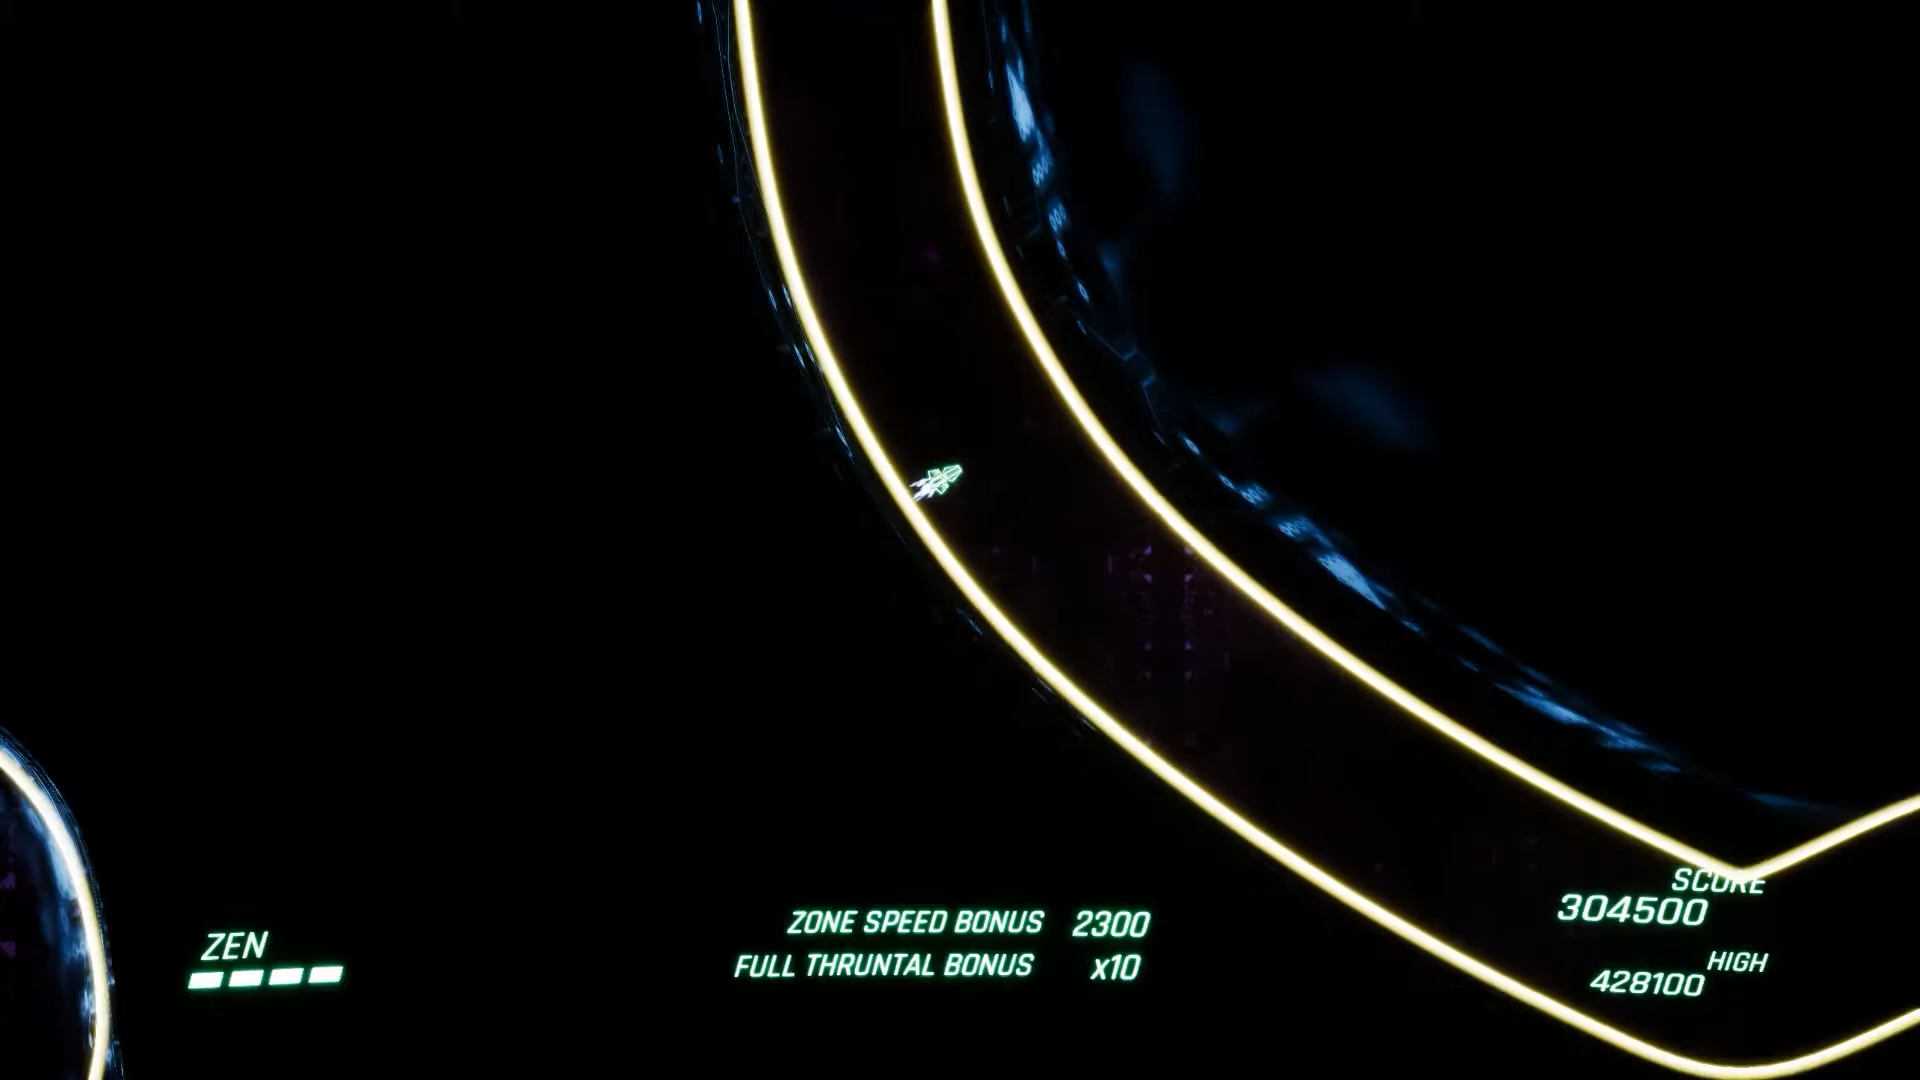 ZEN
ZONE SPEED BONUS 2300
FULL THRUNTAL BONUS x10
SCORE
304500
HIGH
428100